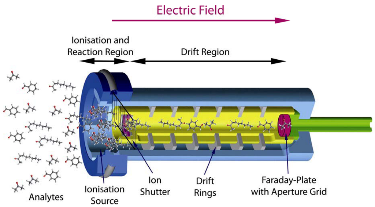 Electric Field
Ionisation and
Reaction Region
Drift Region
Analytes
Ionisation
Source
Ion
Shutter
Drift
Rings
Faraday-Plate
with Aperture Grid